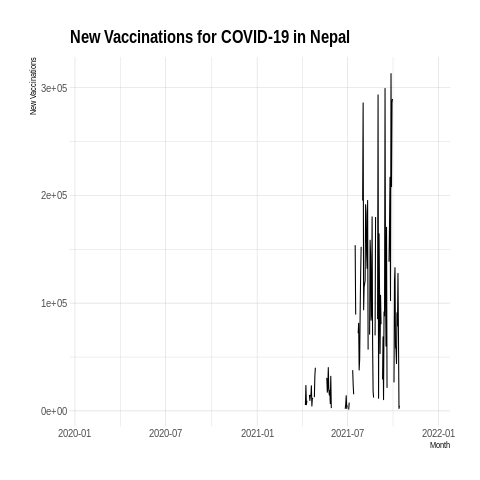 New Vaccinations for COVID-19 in Nepal
New Vaccinations
3e+05
2e+05
1e+05
0e+00
2020-01 2020-07 2021-01 2021-07 2022-01
Month